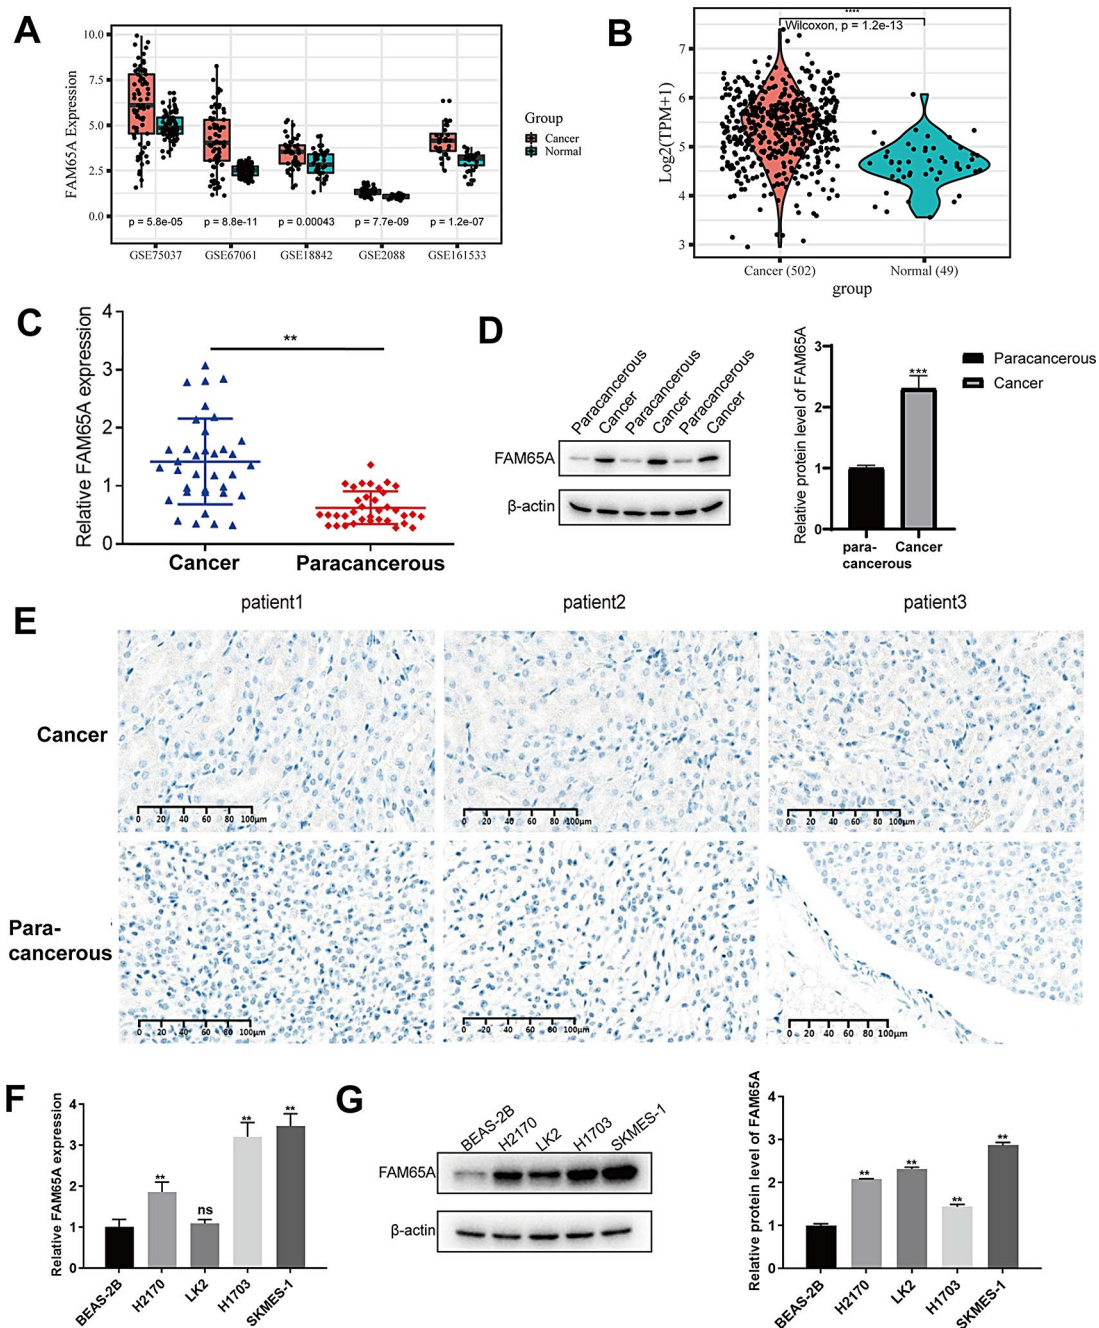 A
FAM65A Expression
10.0
7.5
5.0
2.5
0.0
p = 5.8e-05
p = 8.8e-11
p = 0.00043
p = 7.7e-09
p = 1.2e-07
GSE75037
GSE67061
GSE18842
GSE2088
GSE161533
Group
Cancer
Normal
B
Log2(TPM+1)
7
6
5
4
3
****
Wilcoxon, p = 1.2e-13
Cancer (502)
Normal (49)
group
C
Relative FAM65A expression
4
3
2
1
0
**
Cancer
Paracancerous
D
Paracancerous
Cancer
Paracancerous
Cancer
Paracancerous
Cancer
FAM65A
β-actin
Relative protein level of FAM65A
3
2
1
0
***
para-
cancerous
Cancer
Paracancerous
Cancer
E
patient1
patient2
patient3
Cancer
0 20 40 60 80 100μm
0 20 40 60 80 100μm
0 20 40 60 80 100μm
Para-
cancerous
0 20 40 60 80 100μm
0 20 40 60 80 100μm
0 20 40 60 80 100μm
F
Relative FAM65A expression
4
3
2
1
0
**
ns
**
**
BEAS-2B
H2170
LK2
H1703
SKMES-1
G
BEAS-2B
H2170
LK2
H1703
SKMES-1
FAM65A
β-actin
Relative protein level of FAM65A
4
3
2
1
0
**
**
**
**
BEAS-2B
H2170
LK2
H1703
SKMES-1